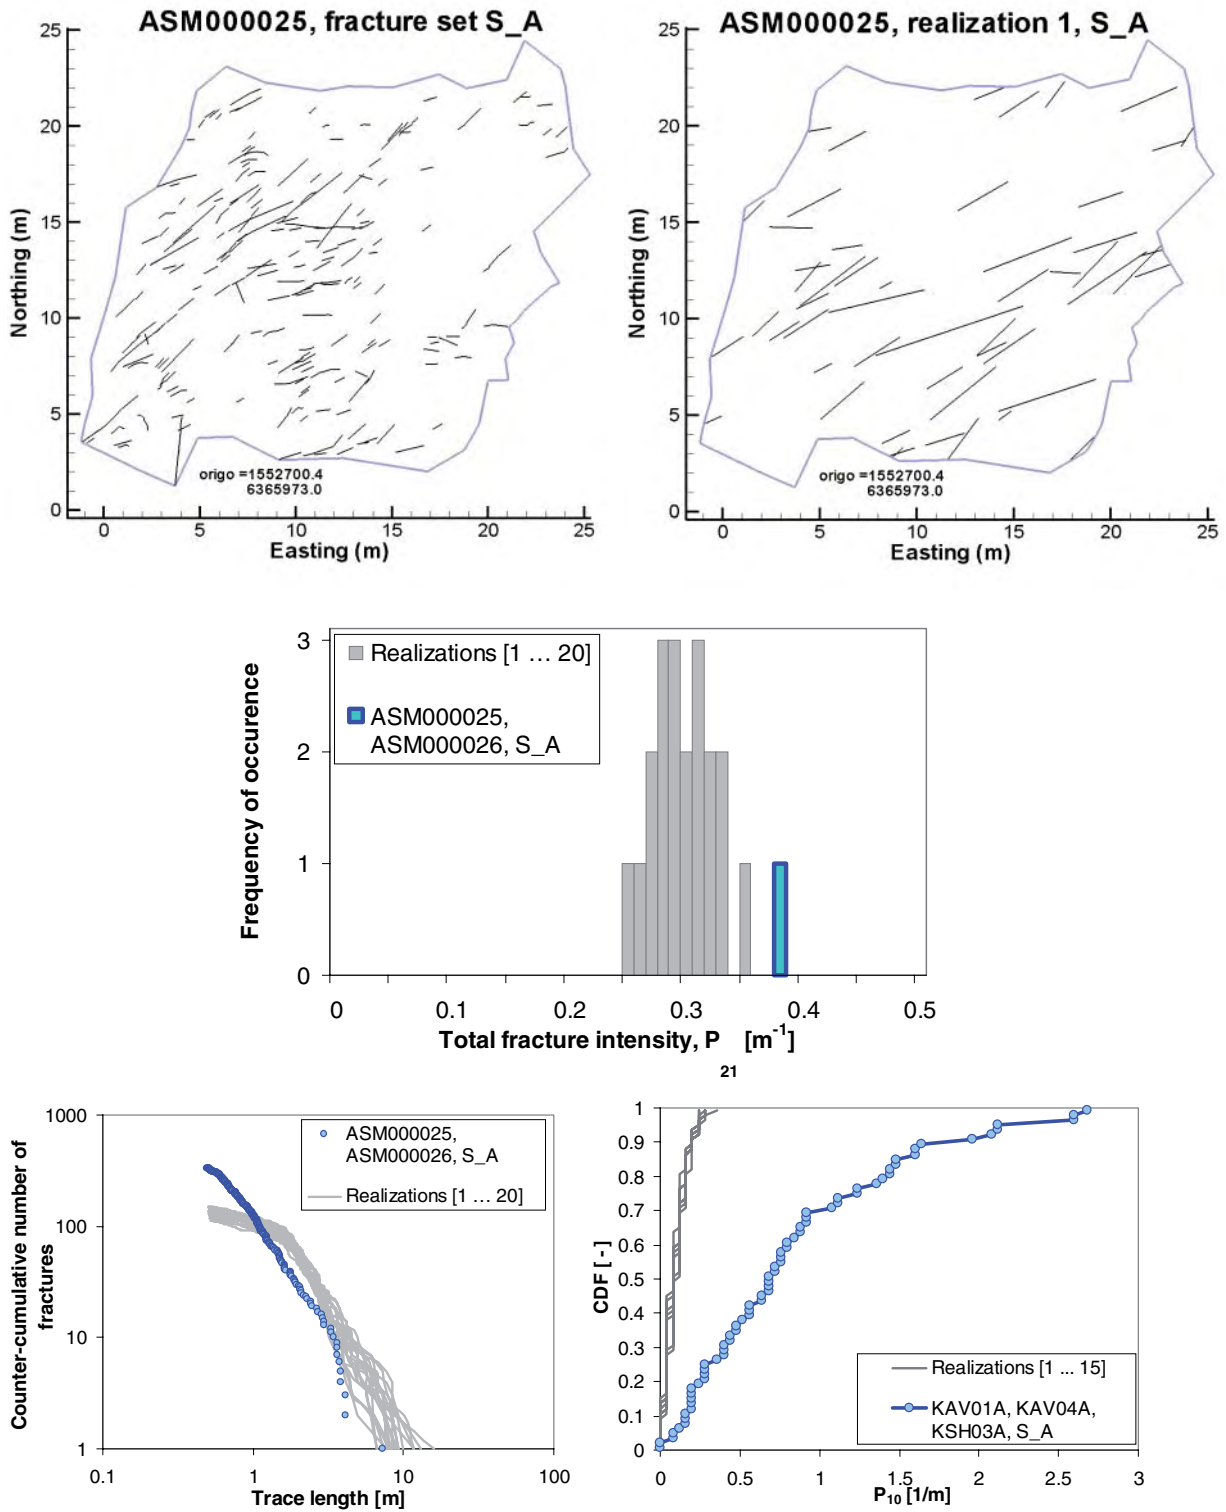 ASM000025, fracture set S_A
25
20
15
10
5
0
Northing (m)
origo =1552700.4
6365973.0
0 5 10 15 20 25
Easting (m)
ASM000025, realization 1, S_A
25
20
15
10
5
0
Northing (m)
origo =1552700.4
6365973.0
0 5 10 15 20 25
Easting (m)
3
2
1
0
Frequency of occurence
Realizations [1 … 20]
ASM000025,
ASM000026, S_A
0 0.1 0.2 0.3 0.4 0.5
Total fracture intensity, P [m-1]
21
1000
100
10
1
Counter-cumulative number of
fractures
ASM000025,
ASM000026, S_A
Realizations [1 … 20]
0.1 1 10 100
Trace length [m]
1
0.9
0.8
0.7
0.6
0.5
0.4
0.3
0.2
0.1
0
CDF [ - ]
Realizations [1 ... 15]
KAV01A, KAV04A,
KSH03A, S_A
0 0.5 1 1.5 2 2.5 3
P10 [1/m]